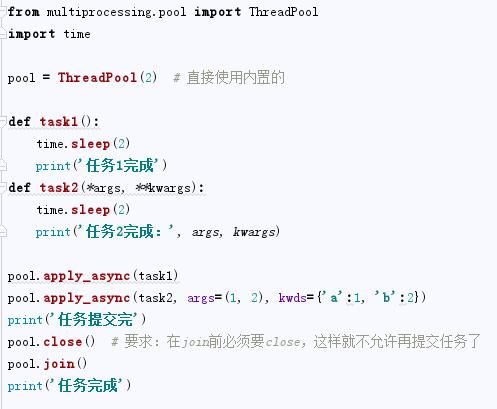 from multiprocessing.pool import ThreadPool
import time
pool = ThreadPool(2)  # 直接使用内置的
def task1():
    time.sleep(2)
    print('任务1完成')
def task2(*args, **kwargs):
    time.sleep(2)
    print('任务2完成：', args, kwargs)
pool.apply_async(task1)
pool.apply_async(task2, args=(1, 2), kwds={'a':1, 'b':2})
print('任务提交完')
pool.close()  # 要求：在join前必须要close，这样就不允许再提交任务了
pool.join()
print('任务完成')